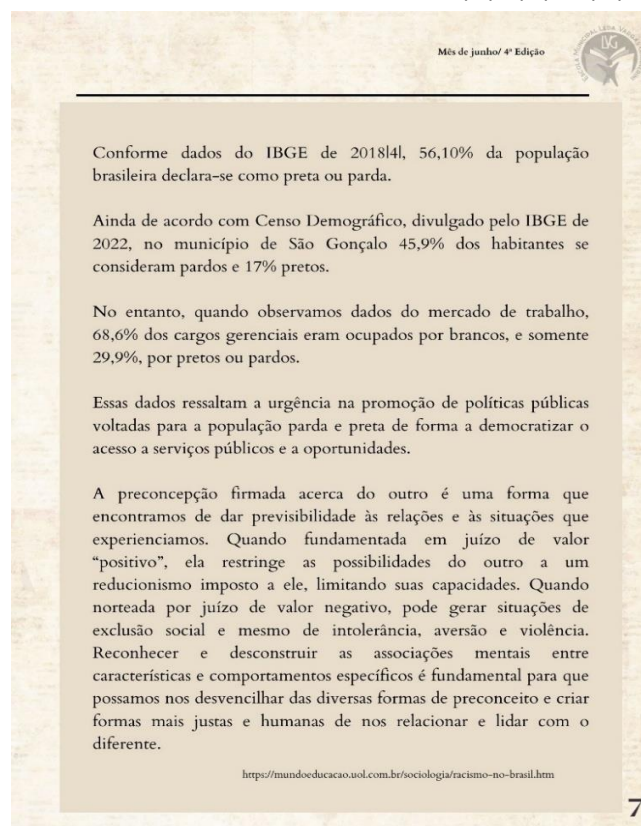 Mês de junho/ 4ª Edição
LVG
Conforme dados do IBGE de 2018|4|, 56,10% da população
brasileira declara-se como preta ou parda.
Ainda de acordo com Censo Demográfico, divulgado pelo IBGE de
2022, no município de São Gonçalo 45,9% dos habitantes se
consideram pardos e 17% pretos.
No entanto, quando observamos dados do mercado de trabalho,
68,6% dos cargos gerenciais eram ocupados por brancos, e somente
29,9%, por pretos ou pardos.
Essas dados ressaltam a urgência na promoção de políticas públicas
voltadas para a população parda e preta de forma a democratizar o
acesso a serviços públicos e a oportunidades.
A preconcepção firmada acerca do outro é uma forma que
encontramos de dar previsibilidade às relações e às situações que
experienciamos. Quando fundamentada em juízo de valor
“positivo”, ela restringe as possibilidades do outro a um
reducionismo imposto a ele, limitando suas capacidades. Quando
norteada por juízo de valor negativo, pode gerar situações de
exclusão social e mesmo de intolerância, aversão e violência.
Reconhecer e desconstruir as associações mentais entre
características e comportamentos específicos é fundamental para que
possamos nos desvencilhar das diversas formas de preconceito e criar
formas mais justas e humanas de nos relacionar e lidar com o
diferente.
https://mundoeducacao.uol.com.br/sociologia/racismo-no-brasil.htm
7